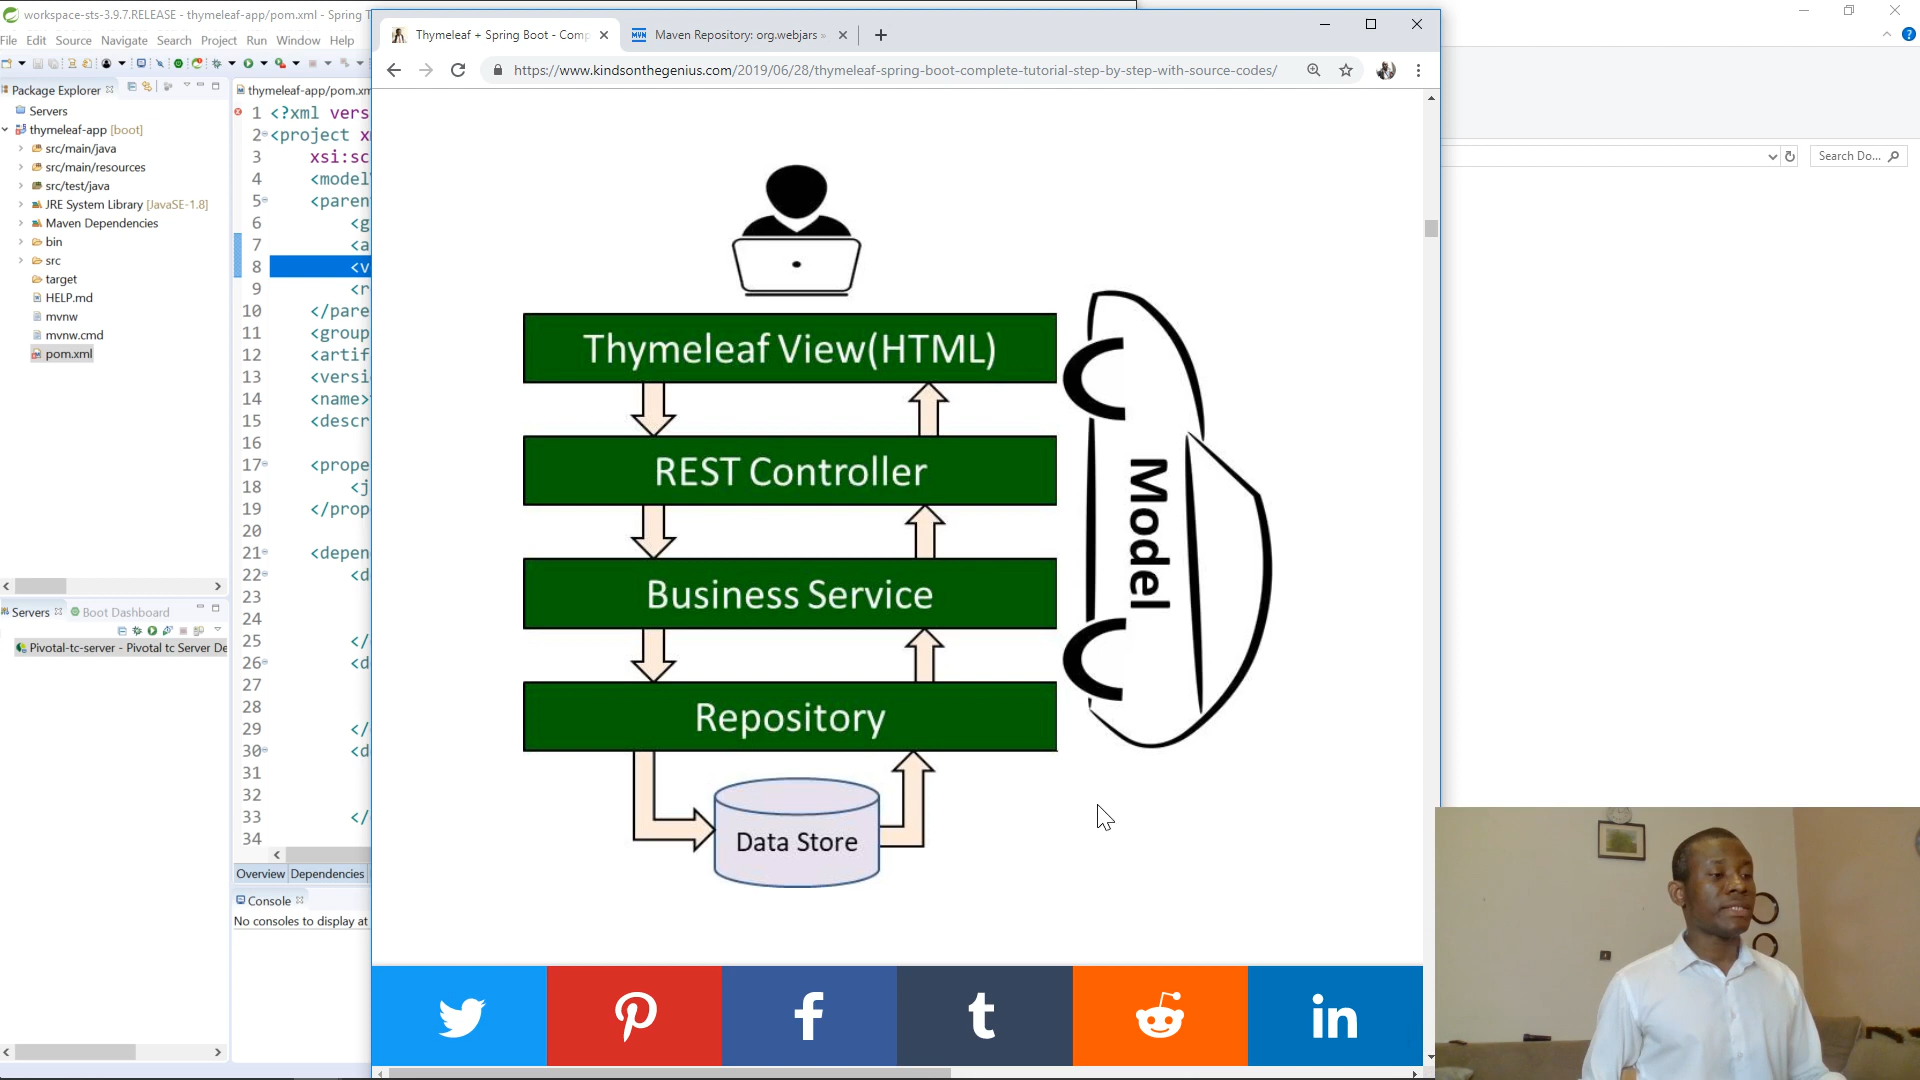 workspace-sts-3.9.7.RELEASE - thymeleaf-app/pom.xml - Spring T
File Edit Source Navigate Search Project Run Window Help
Package Explorer
Servers
thymeleaf-app [boot]
src/main/java
src/main/resources
src/test/java
JRE System Library [JavaSE-1.8]
Maven Dependencies
bin
src
target
HELP.md
mvnw
mvnw.cmd
pom.xml
Servers Boot Dashboard
Pivotal-tc-server - Pivotal tc Server De
thymeleaf-app/pom.xm
1 <?xml vers
2 <project x
3 xsi:sc
4 <model
5 <paren
6 <g
7 <a
8 <v
9 <r
10 </pare
11 <group
12 <artif
13 <versi
14 <name>
15 <descr
16
17 <prope
18 <j
19 </prop
20
21 <depen
22 <d
23
24
25 </
26 <d
27
28
29 </
30 <d
31
32
33 </
34
Overview Dependencies
Console
No consoles to display at
Thymeleaf + Spring Boot - Comp
Maven Repository: org.webjars »
https://www.kindsonthegenius.com/2019/06/28/thymeleaf-spring-boot-complete-tutorial-step-by-step-with-source-codes/
Search Do...
Thymeleaf View(HTML)
REST Controller
Business Service
Repository
Data Store
Model